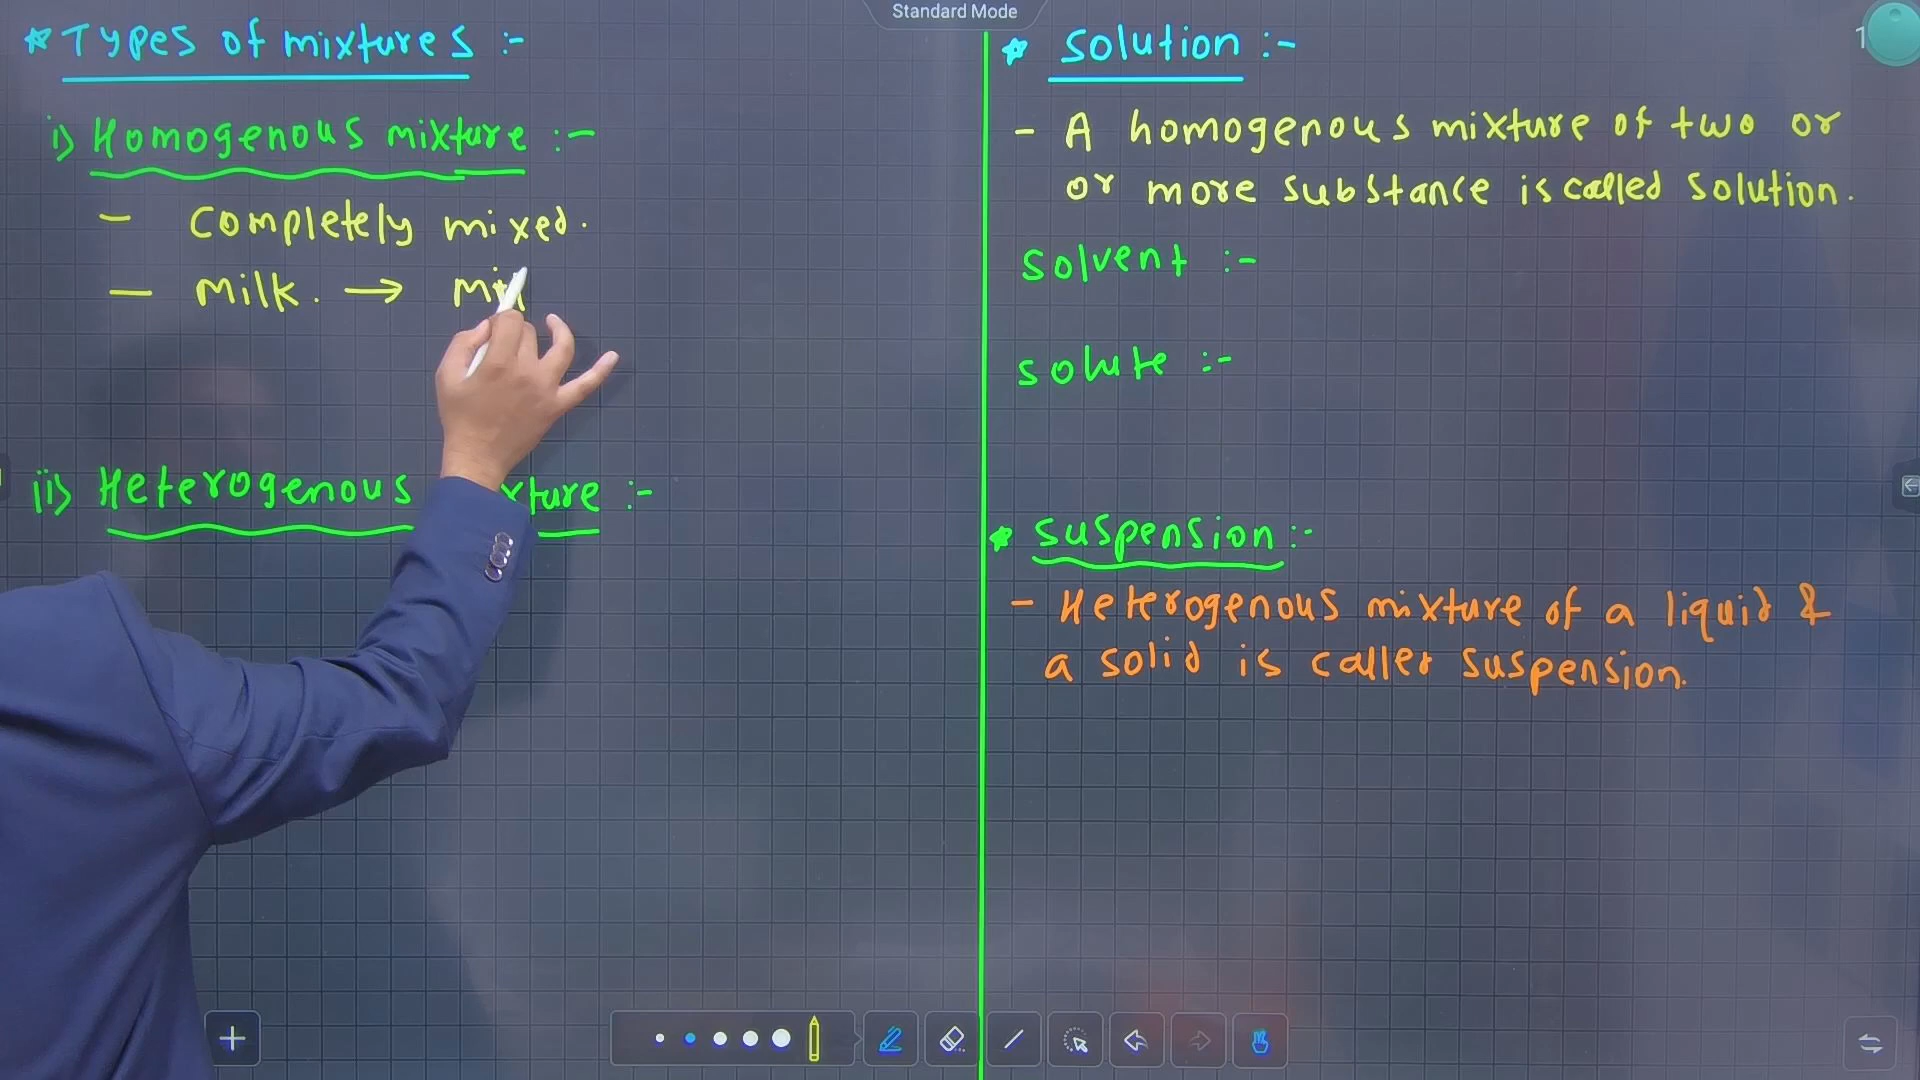 Standard Mode
* Types of mixtures :-
i) Homogenous mixture :-
- Completely mixed.
- milk. →
ii) Heterogenous :-
* Solution :-
- A homogenous mixture of two or
or more substance is called solution.
solvent :-
solute :-
* suspension :-
- Heterogenous mixture of a liquid &
a solid is called suspension.
1